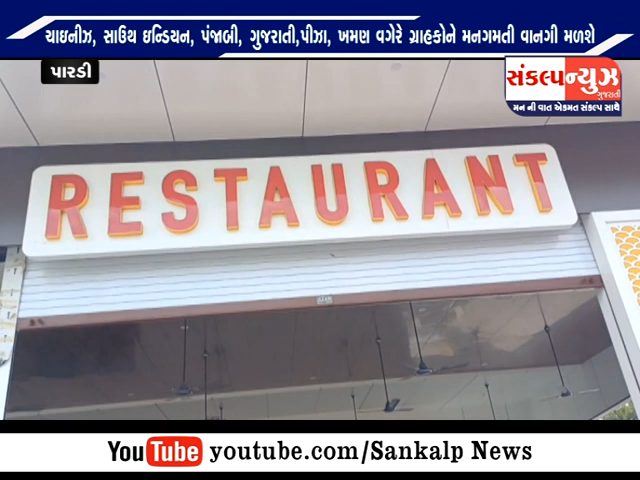 ચાઇનીઝ, સાઉથ ઇન્ડિયન, પંજાબી, ગુજરાતી,પીઝા, ખમણ વગેરે ગ્રાહકોને મનગમતી વાનગી મળશે
પારડી
સંકલ્પન્યુઝ
ગુજરાતી
મન ની વાત એકમત સંકલ્પ સાથે
RESTAURANT
YouTube youtube.com/Sankalp News